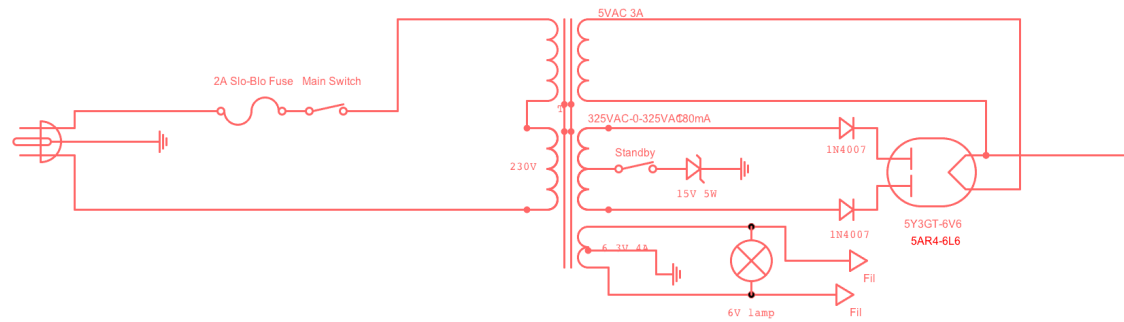 5VAC 3A
2A Slo-Blo Fuse
Main Switch
325VAC-0-325VAC
180mA
Standby
1N4007
230V
15V 5W
5Y3GT-6V6
1N4007
5AR4-6L6
6.3V 4A
Fil
6V lamp
Fil